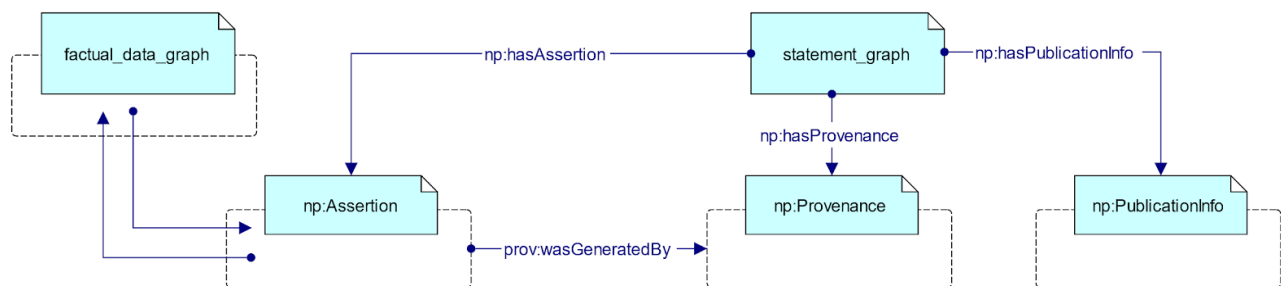 factual_data_graph
np:hasAssertion
statement_graph
np:hasPublicationInfo
np:hasProvenance
np:Assertion
np:Provenance
np:PublicationInfo
prov:wasGeneratedBy